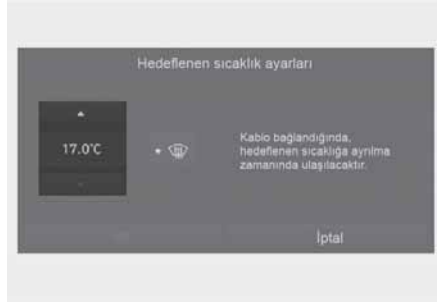 Hedeflenen sıcaklık ayarları
17.0°C
Kablo bağlandığında,
hedeflenen sıcaklığa ayrılma
zamanında ulaşılacaktır.
İptal